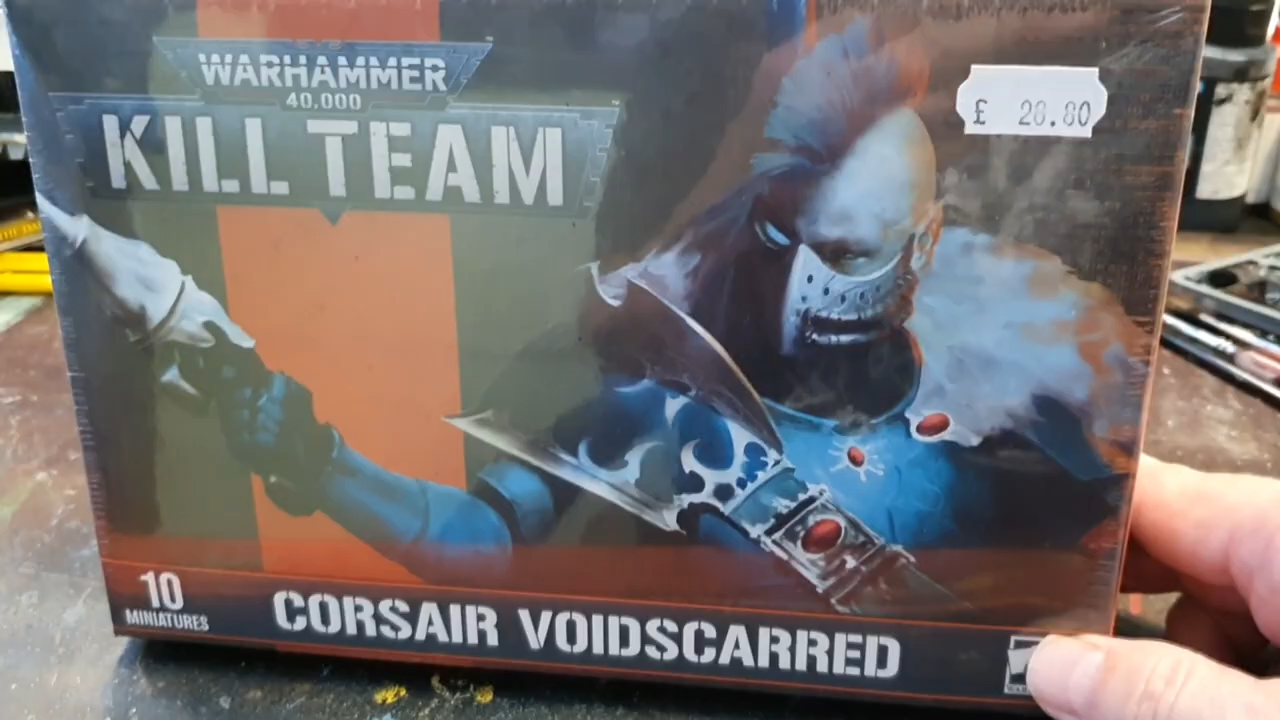 WARHAMMER
40,000
KILL TEAM
£ 28.80
10
MINIATURES
CORSAIR VOIDSCARRED